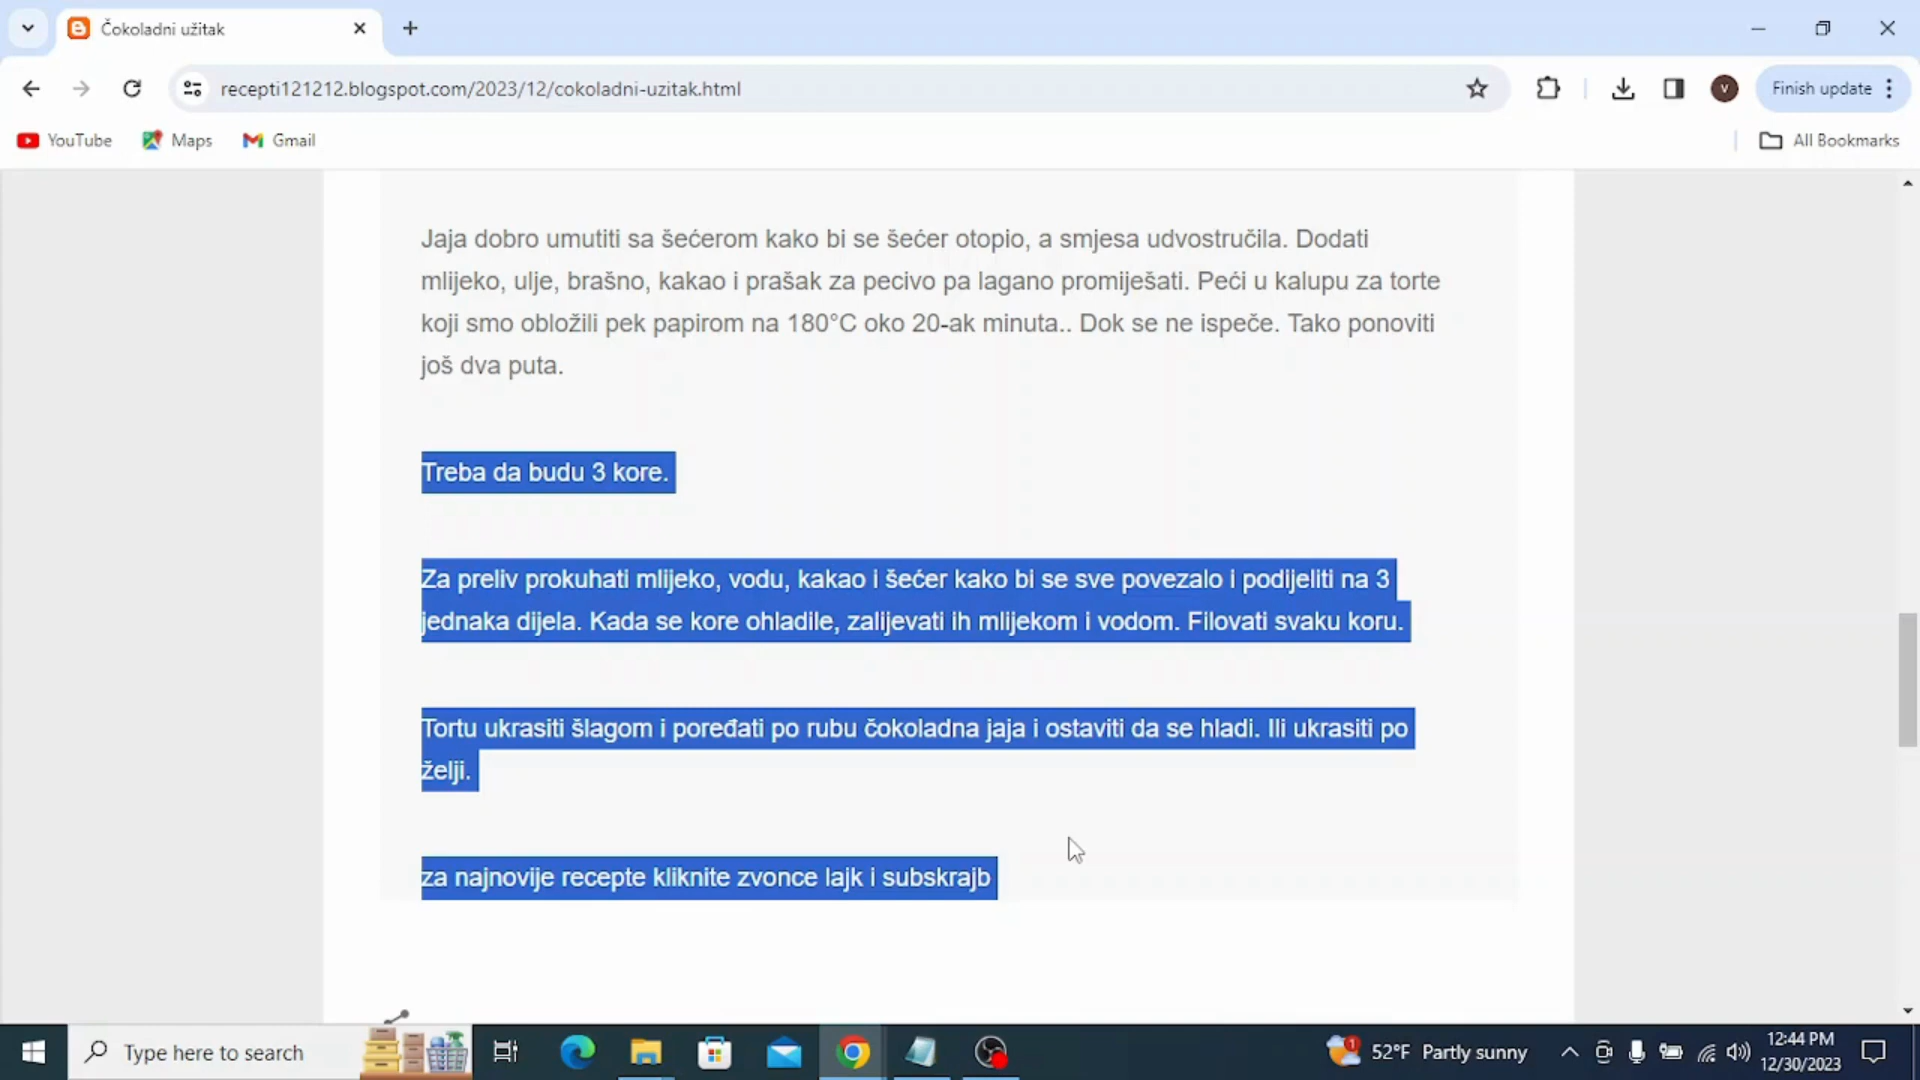 Čokoladni užitak
recepti121212.blogspot.com/2023/12/cokoladni-uzitak.html
V
Finish update
YouTube
Maps
Gmail
All Bookmarks
Jaja dobro umutiti sa šećerom kako bi se šećer otopio, a smjesa udvostručila. Dodati
mlijeko, ulje, brašno, kakao i prašak za pecivo pa lagano promiješati. Peći u kalupu za torte
koji smo obložili pek papirom na 180°C oko 20-ak minuta.. Dok se ne ispeče. Tako ponoviti
još dva puta.
Treba da budu 3 kore.
Za preliv prokuhati mlijeko, vodu, kakao i šećer kako bi se sve povezalo i podijeliti na 3
jednaka dijela. Kada se kore ohladile, zalijevati ih mlijekom i vodom. Filovati svaku koru.
Tortu ukrasiti šlagom i poređati po rubu čokoladna jaja i ostaviti da se hladi. Ili ukrasiti po
želji.
za najnovije recepte kliknite zvonce lajk i subskrajb
Type here to search
1
52°F Partly sunny
12:44 PM
12/30/2023